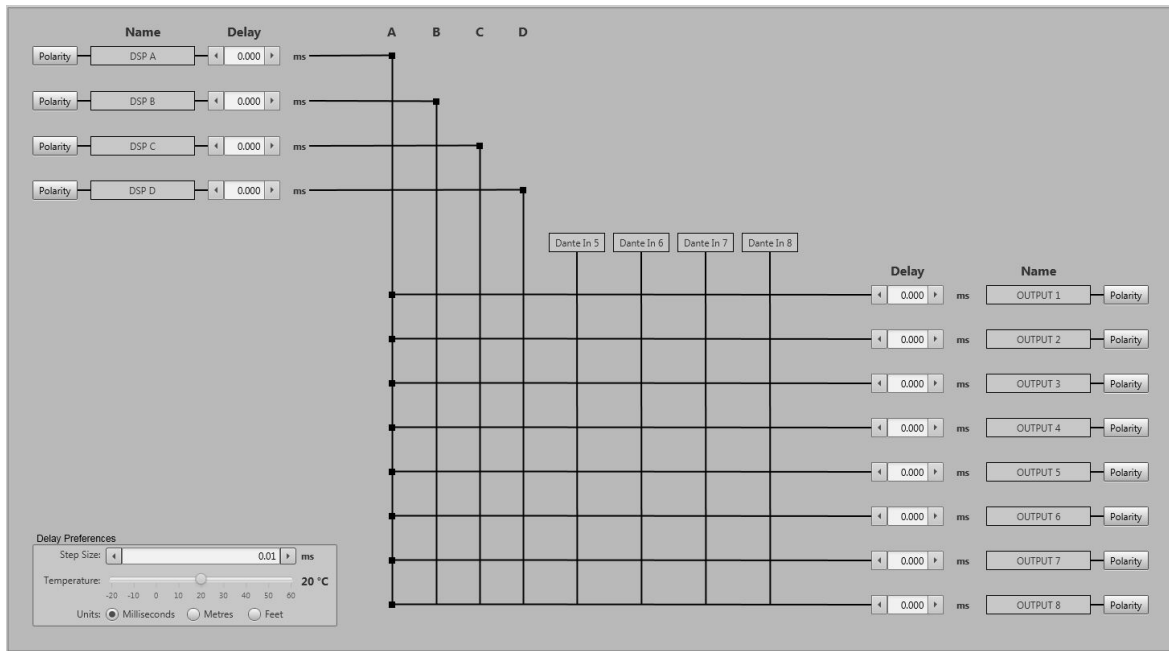 Name Delay A B C D
Polarity DSP A 0.000 ms
Polarity DSP B 0.000 ms
Polarity DSP C 0.000 ms
Polarity DSP D 0.000 ms
Dante In 5 Dante In 6 Dante In 7 Dante In 8
Delay Name
0.000 ms OUTPUT 1 Polarity
0.000 ms OUTPUT 2 Polarity
0.000 ms OUTPUT 3 Polarity
0.000 ms OUTPUT 4 Polarity
0.000 ms OUTPUT 5 Polarity
0.000 ms OUTPUT 6 Polarity
0.000 ms OUTPUT 7 Polarity
0.000 ms OUTPUT 8 Polarity
Delay Preferences
Step Size: 0.01 ms
Temperature: 20 °C
-20 -10 0 10 20 30 40 50 60
Units: Milliseconds Metres Feet